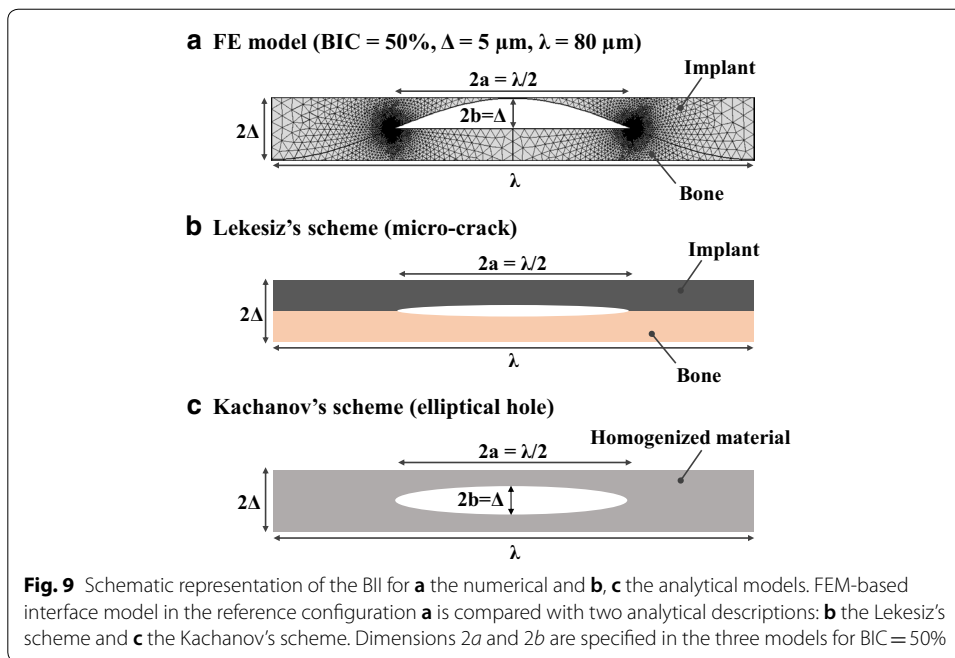 a FE model (BIC = 50%, Δ = 5 µm, λ = 80 µm)
2a = λ/2
Implant
2b=Δ
2Δ
λ
Bone
b Lekesiz's scheme (micro-crack)
2a = λ/2
Implant
2Δ
λ
Bone
c Kachanov's scheme (elliptical hole)
Homogenized material
2a = λ/2
2b=Δ
2Δ
λ
Fig. 9 Schematic representation of the BII for a the numerical and b, c the analytical models. FEM-based
interface model in the reference configuration a is compared with two analytical descriptions: b the Lekesiz's
scheme and c the Kachanov's scheme. Dimensions 2a and 2b are specified in the three models for BIC = 50%